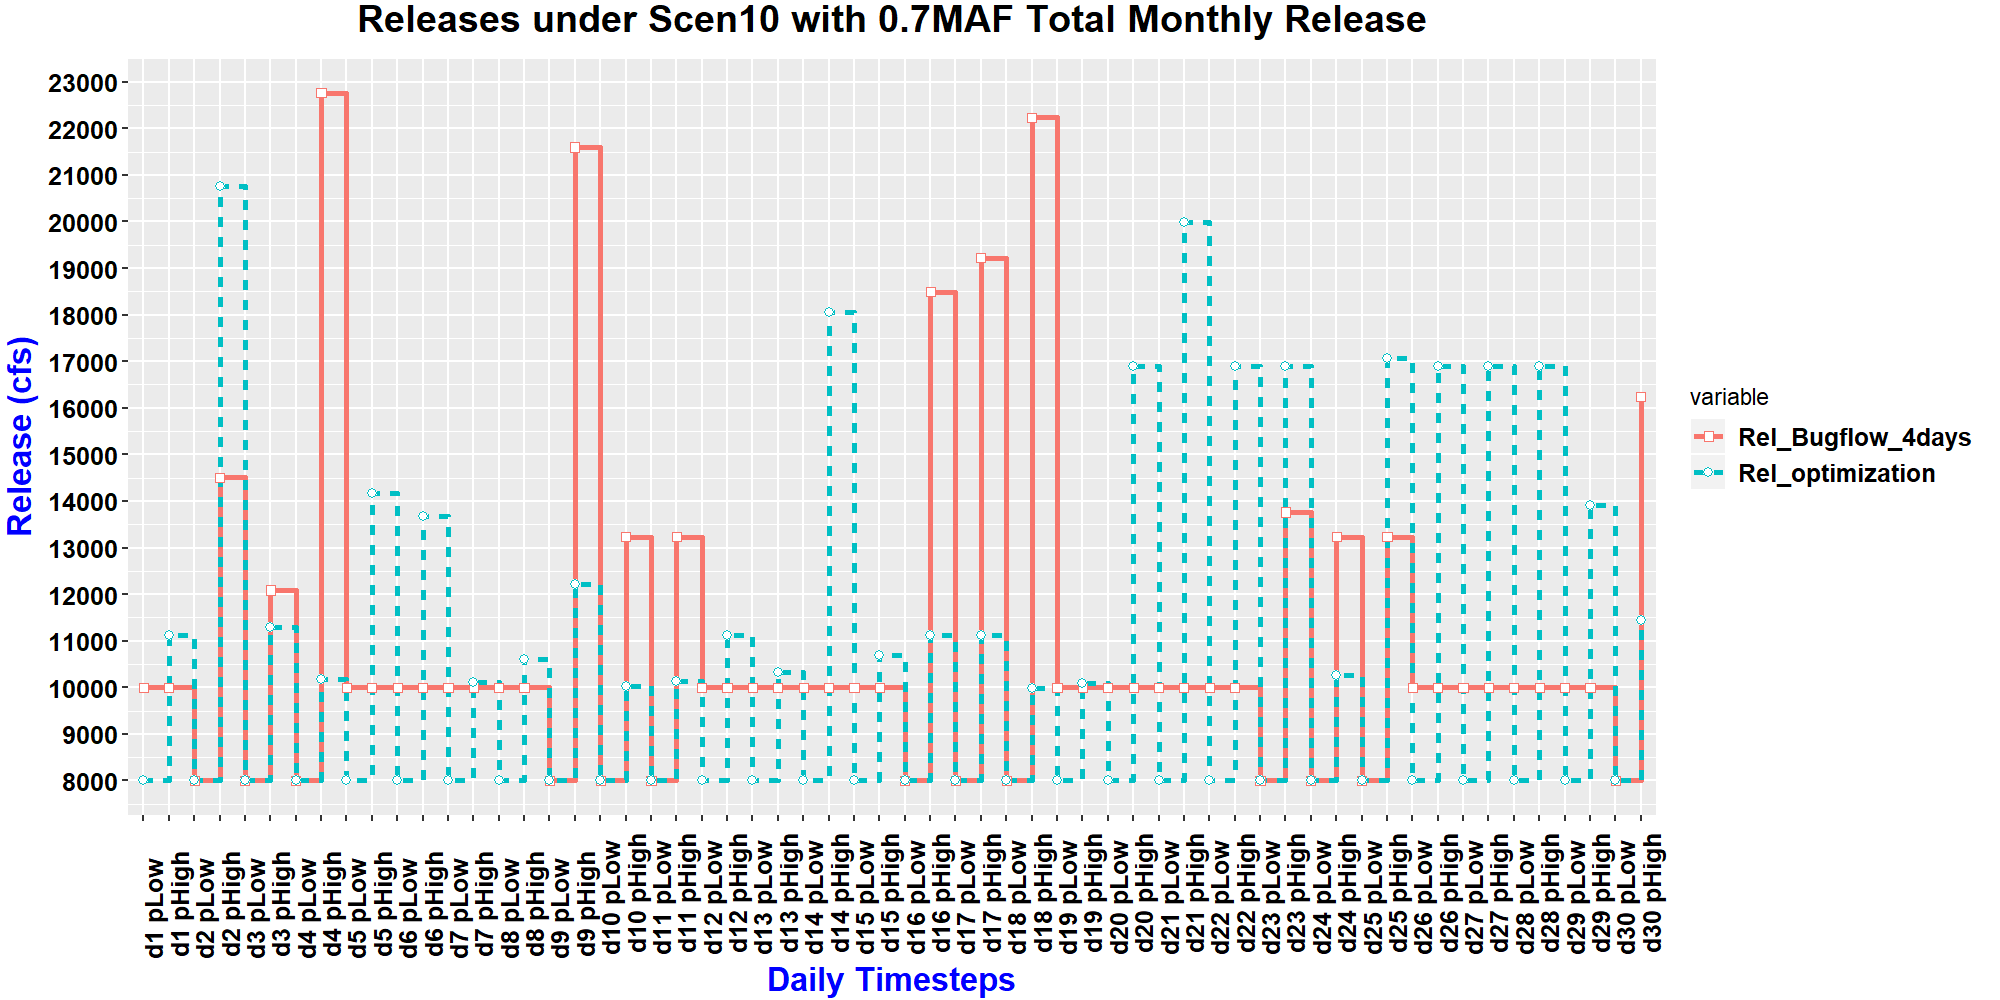 Releases under Scen10 with 0.7MAF Total Monthly Release
23000
22000
21000
20000
19000
18000
17000
16000
15000
14000
13000
12000
11000
10000
9000
8000
Release (cfs)
d1 pLow
d1 pHigh
d2 pLow
d2 pHigh
d3 pLow
d3 pHigh
d4 pLow
d4 pHigh
d5 pLow
d5 pHigh
d6 pLow
d6 pHigh
d7 pLow
d7 pHigh
d8 pLow
d8 pHigh
d9 pLow
d9 pHigh
d10 pLow
d10 pHigh
d11 pLow
d11 pHigh
d12 pLow
d12 pHigh
d13 pLow
d13 pHigh
d14 pLow
d14 pHigh
d15 pLow
d15 pHigh
d16 pLow
d16 pHigh
d17 pLow
d17 pHigh
d18 pLow
d18 pHigh
d19 pLow
d19 pHigh
d20 pLow
d20 pHigh
d21 pLow
d21 pHigh
d22 pLow
d22 pHigh
d23 pLow
d23 pHigh
d24 pLow
d24 pHigh
d25 pLow
d25 pHigh
d26 pLow
d26 pHigh
d27 pLow
d27 pHigh
d28 pLow
d28 pHigh
d29 pLow
d29 pHigh
d30 pLow
d30 pHigh
Daily Timesteps
variable
Rel_Bugflow_4days
Rel_optimization